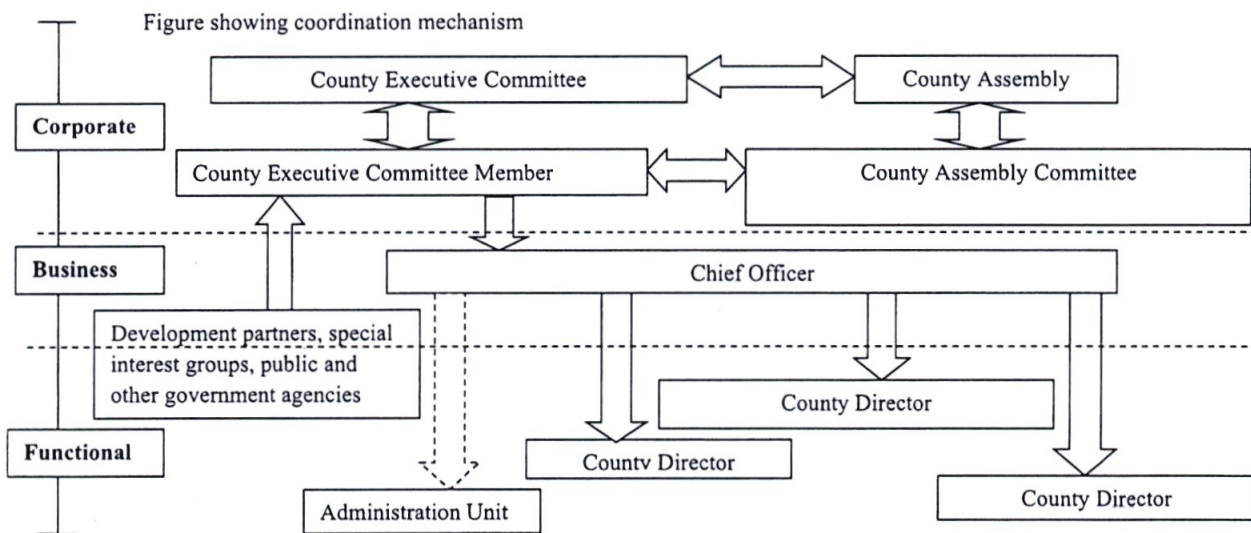 Figure showing coordination mechanism
County Executive Committee
County Assembly
Corporate
County Executive Committee Member
County Assembly Committee
Business
Chief Officer
Development partners, special
interest groups, public and
other government agencies
County Director
Functional
County Director
County Director
Administration Unit